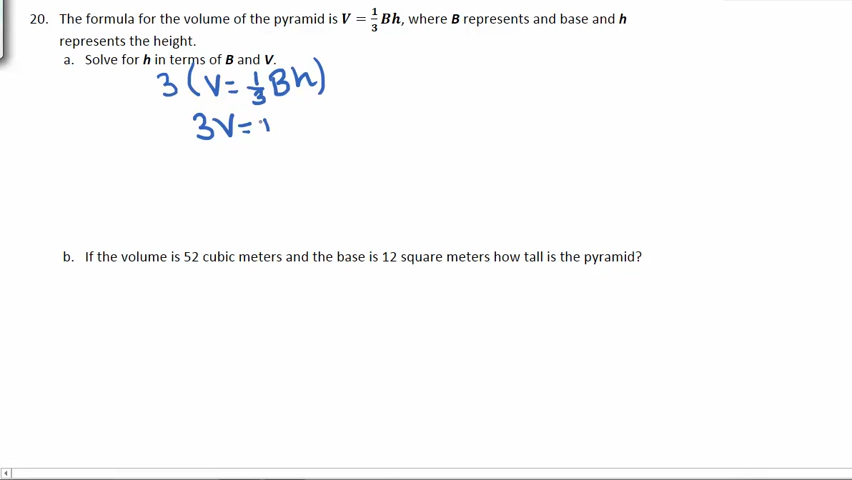 20. The formula for the volume of the pyramid is V = 1/3 Bh, where B represents and base and h
represents the height.
a. Solve for h in terms of B and V.
3 (V = 1/3 Bh)
3V =
b. If the volume is 52 cubic meters and the base is 12 square meters how tall is the pyramid?